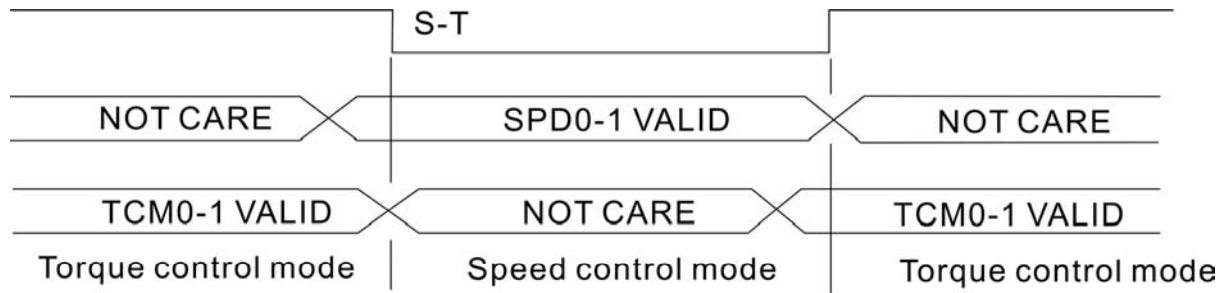 S-T
NOT CARE SPD0-1 VALID NOT CARE
TCM0-1 VALID NOT CARE TCM0-1 VALID
Torque control mode Speed control mode Torque control mode